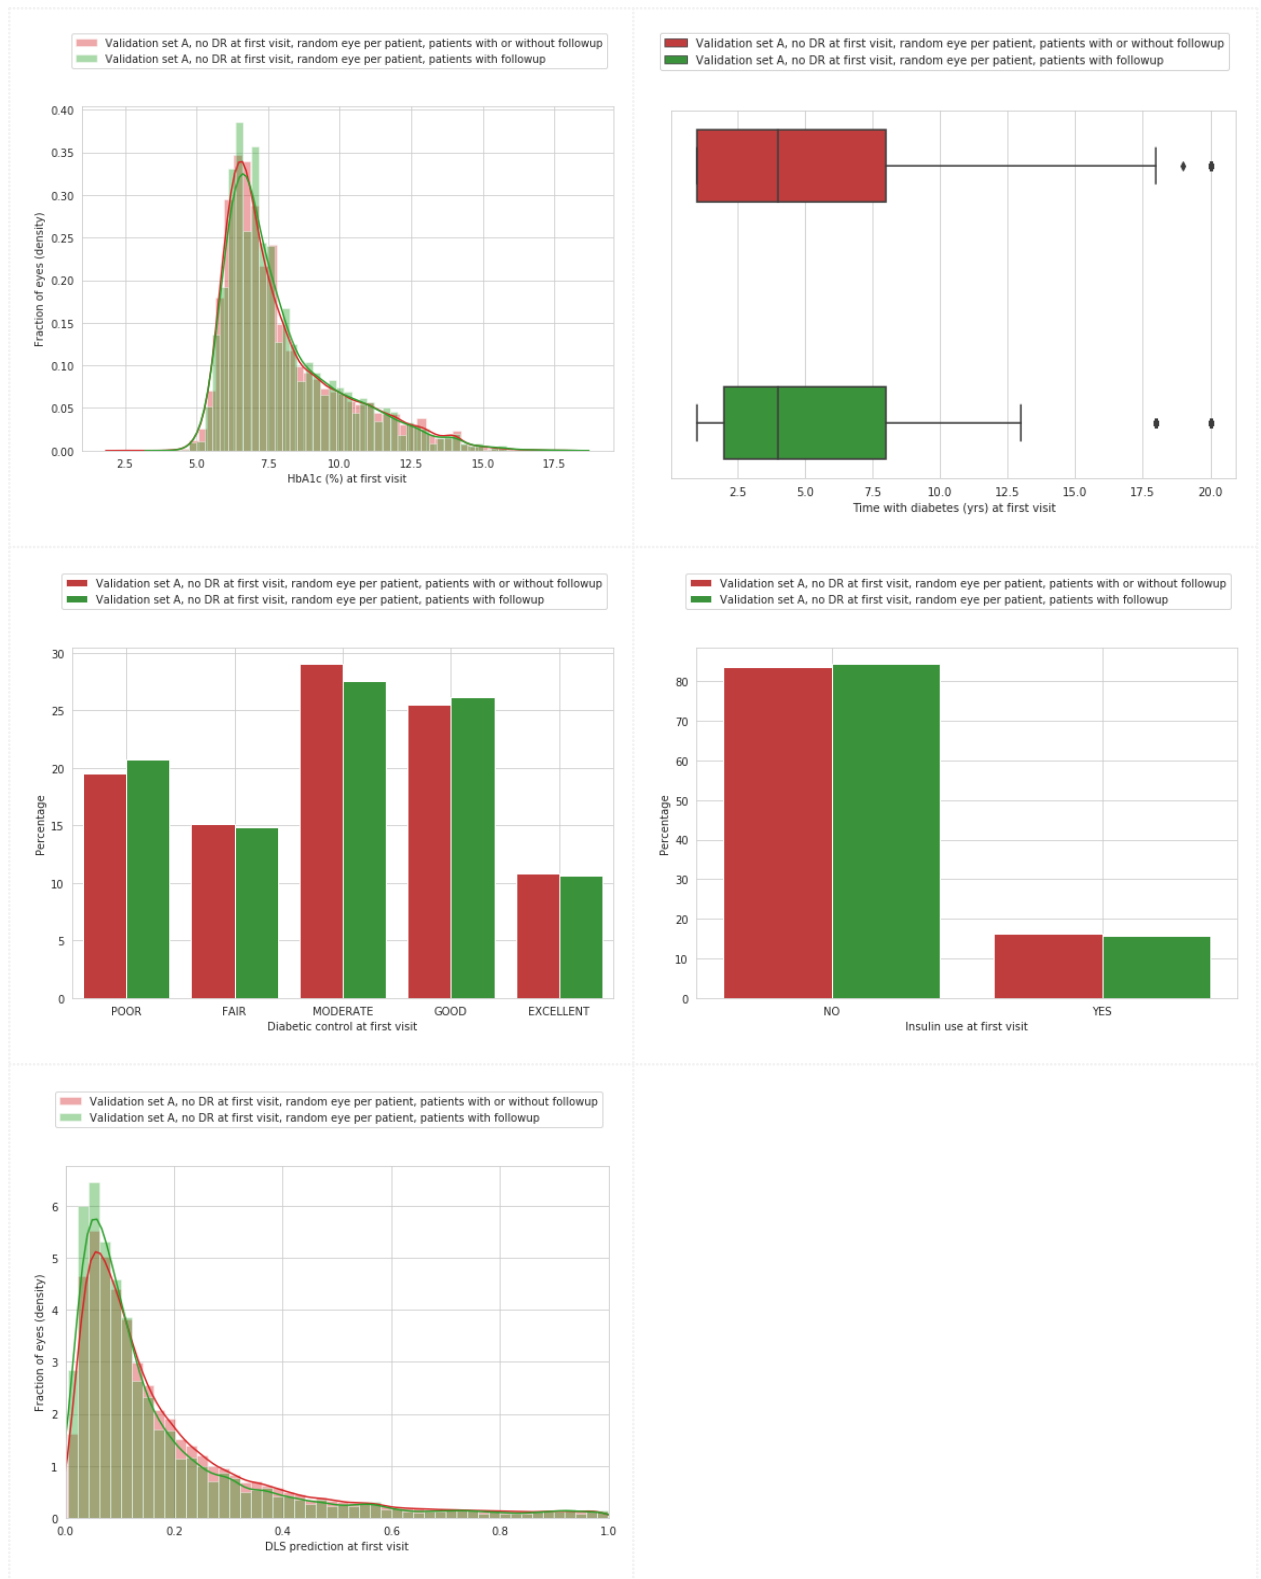 Validation set A, no DR at first visit, random eye per patient, patients with or without followup
Validation set A, no DR at first visit, random eye per patient, patients with followup
0.40
0.35
0.30
0.25
0.20
0.15
0.10
0.05
0.00
Fraction of eyes (density)
2.5 5.0 7.5 10.0 12.5 15.0 17.5
HbA1c (%) at first visit
Validation set A, no DR at first visit, random eye per patient, patients with or without followup
Validation set A, no DR at first visit, random eye per patient, patients with followup
2.5 5.0 7.5 10.0 12.5 15.0 17.5 20.0
Time with diabetes (yrs) at first visit
Validation set A, no DR at first visit, random eye per patient, patients with or without followup
Validation set A, no DR at first visit, random eye per patient, patients with followup
30
25
20
15
10
5
0
Percentage
POOR FAIR MODERATE GOOD EXCELLENT
Diabetic control at first visit
Validation set A, no DR at first visit, random eye per patient, patients with or without followup
Validation set A, no DR at first visit, random eye per patient, patients with followup
80
70
60
50
40
30
20
10
0
Percentage
NO YES
Insulin use at first visit
Validation set A, no DR at first visit, random eye per patient, patients with or without followup
Validation set A, no DR at first visit, random eye per patient, patients with followup
6
5
4
3
2
1
0
Fraction of eyes (density)
0.0 0.2 0.4 0.6 0.8 1.0
DLS prediction at first visit